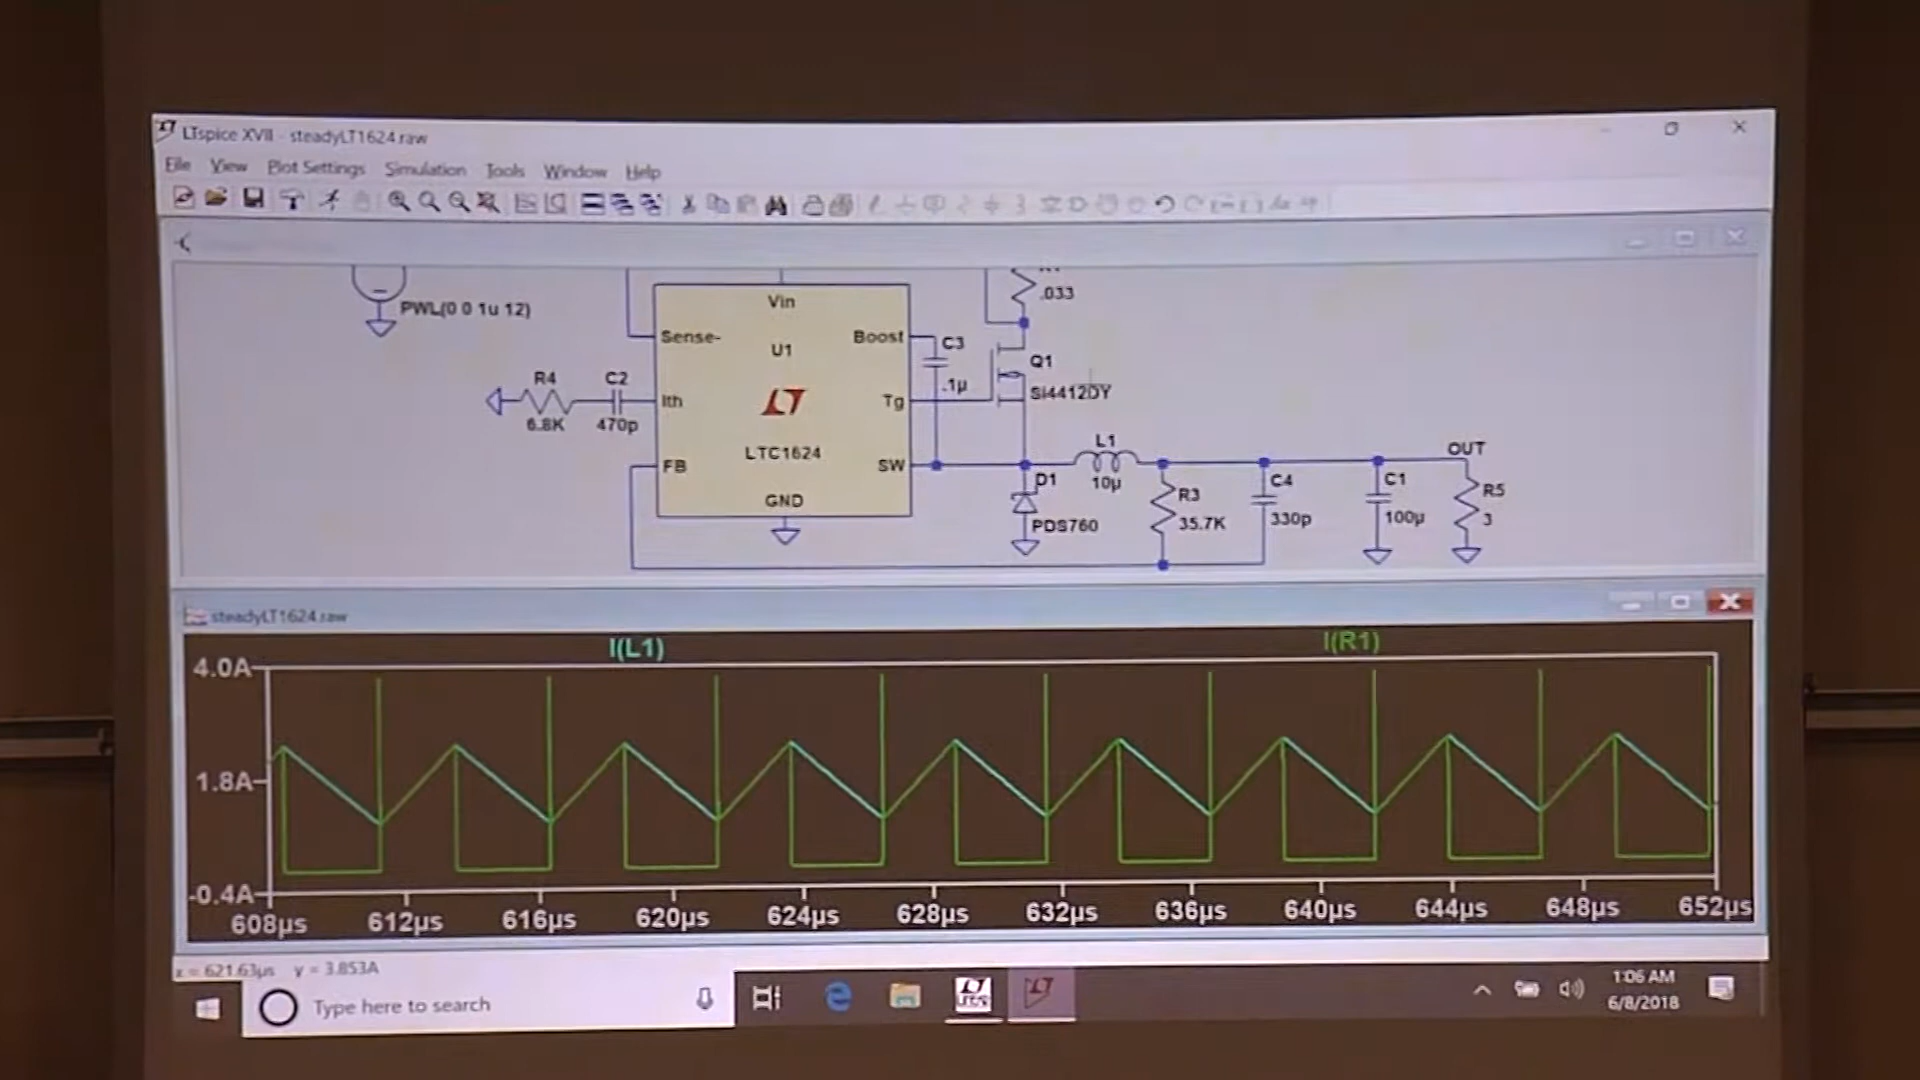 LTspice XVII - steadyLT1624.raw
File View Plot Settings Simulation Tools Window Help
PWL(0 0 1u 12)
Vin
.033
Sense-
Boost
C3
U1
Q1
R4
C2
.1µ
Si4412DY
Ith
Tg
6.8K
470p
LTC1624
L1
OUT
FB
SW
D1
10µ
R3
C4
C1
R5
GND
PDS760
35.7K
330p
100µ
3
steadyLT1624.raw
I(L1)
I(R1)
4.0A
1.8A
-0.4A
608µs 612µs 616µs 620µs 624µs 628µs 632µs 636µs 640µs 644µs 648µs 652µs
x = 621.63µs y = 3.853A
Type here to search
LTspice
1:06 AM
6/8/2018